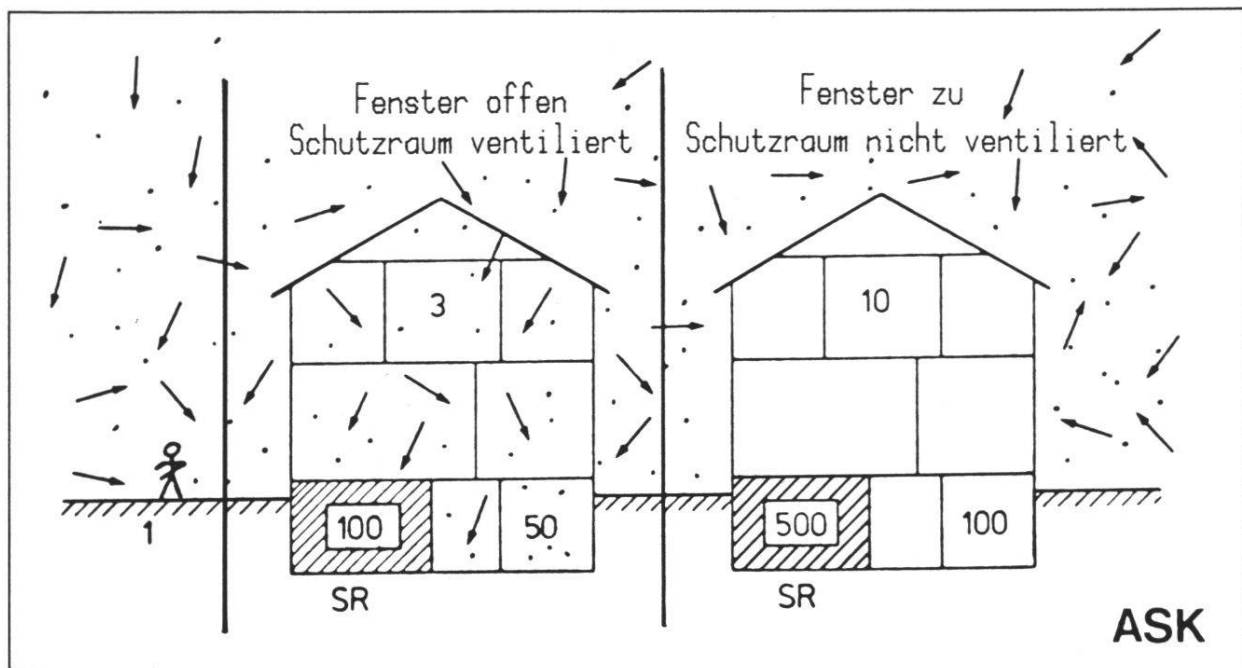 Fenster offen
Schutzraum ventiliert
Fenster zu
Schutzraum nicht ventiliert
3
10
100
50
500
100
1
SR
SR
ASK